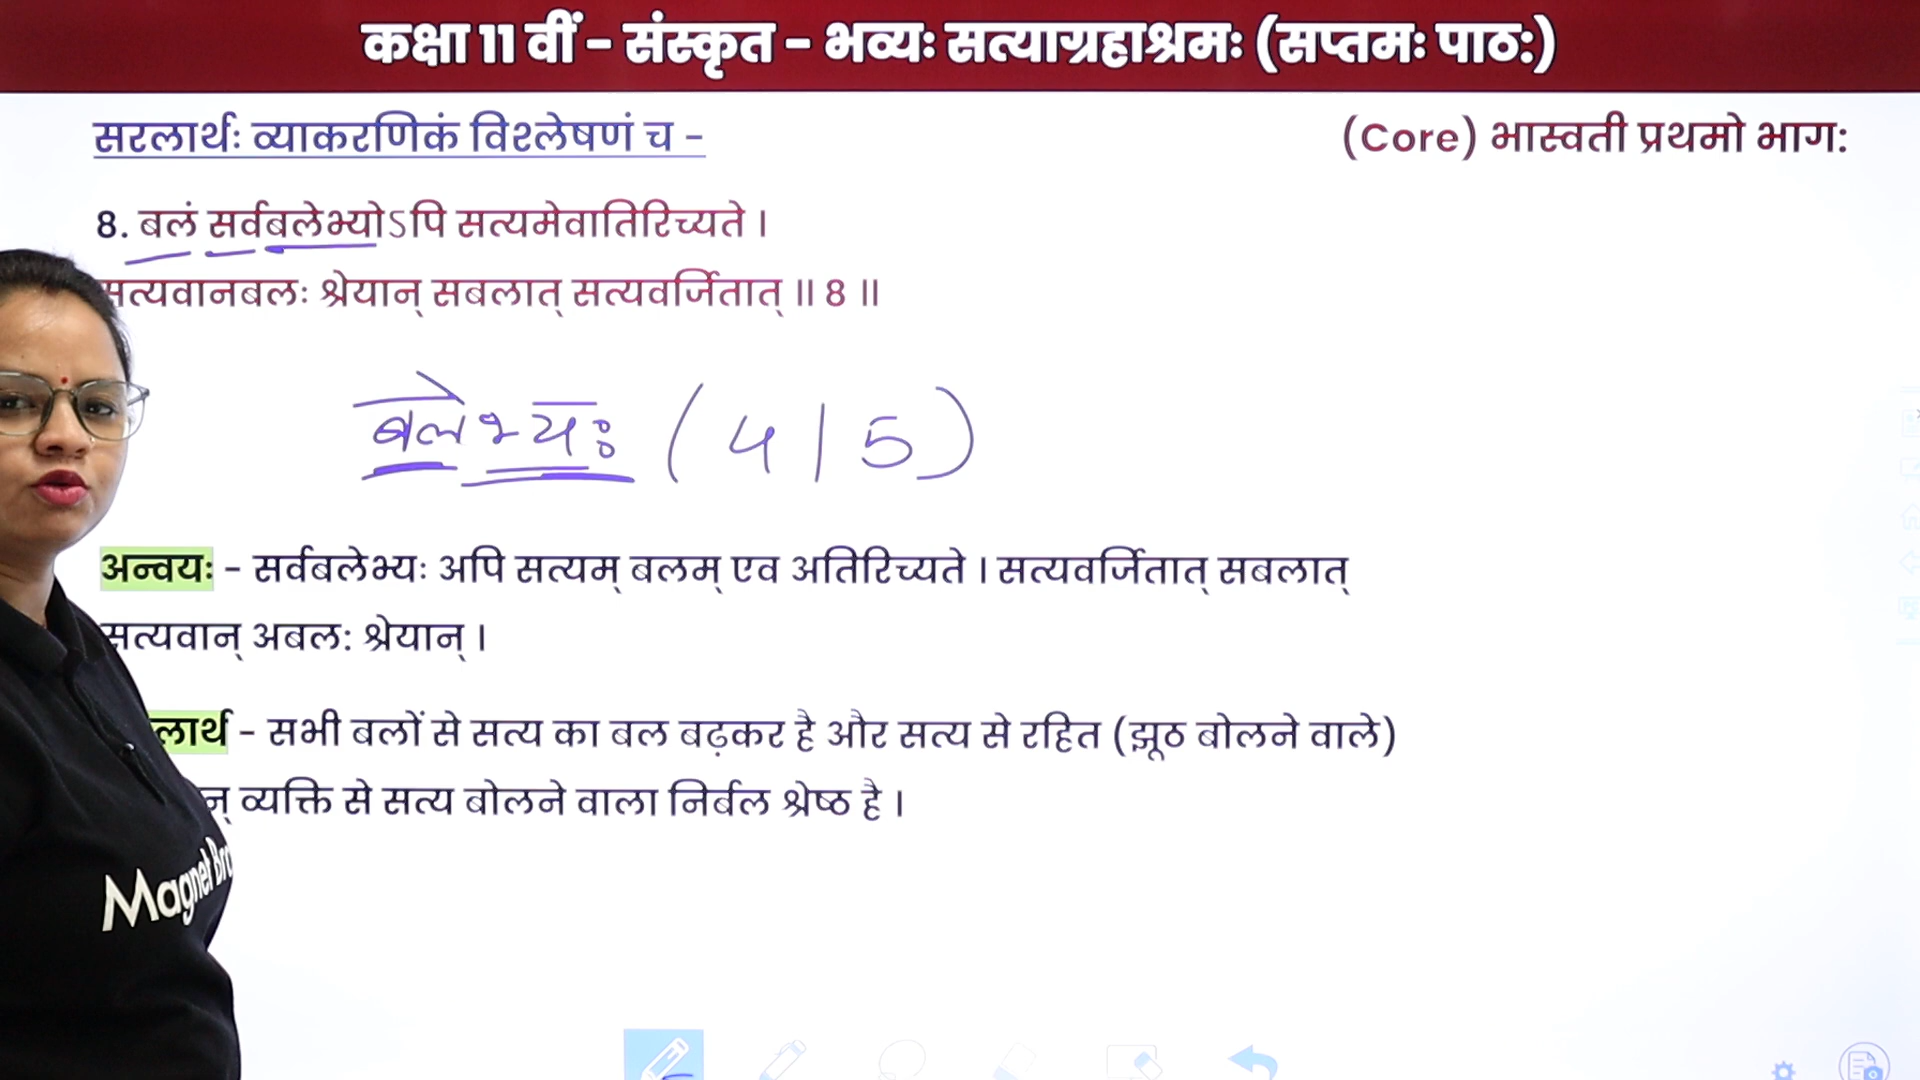 कक्षा 11 वीं - संस्कृत - भव्यः सत्याग्रहाश्रमः (सप्तमः पाठ:)
सरलार्थः व्याकरणिकं विश्लेषणं च -
(Core) भास्वती प्रथमो भाग:
8. बलं सर्वबलेभ्योऽपि सत्यमेवातिरिच्यते ।
सत्यवानबलः श्रेयान् सबलात् सत्यवर्जितात् ॥ 8 ॥
बलेभ्यः (4|5)
अन्वयः - सर्वबलेभ्यः अपि सत्यम् बलम् एव अतिरिच्यते । सत्यवर्जितात् सबलात्
सत्यवान् अबल: श्रेयान् ।
लार्थ - सभी बलों से सत्य का बल बढ़कर है और सत्य से रहित (झूठ बोलने वाले)
न् व्यक्ति से सत्य बोलने वाला निर्बल श्रेष्ठ है ।
Magnet Bro